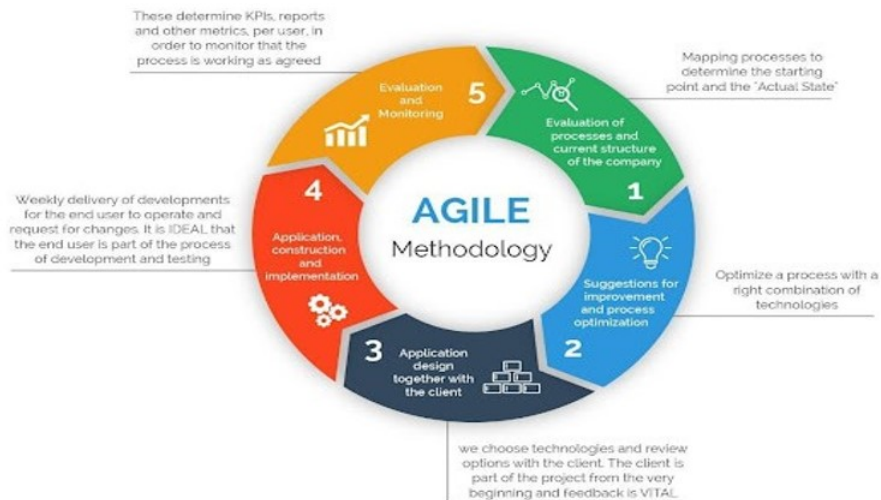 These determine KPIs, reports
and other metrics, per user, in
order to monitor that the
process is working as agreed
Mapping processes to
determine the starting
point and the "Actual State"
Evaluation
and
Monitoring
5
Evaluation of
processes and
current structure
of the company
1
4
Weekly delivery of developments
for the end user to operate and
request for changes. It is IDEAL that
the end user is part of the process
of development and testing
Application,
construction
and
implementation
AGILE
Methodology
Suggestions for
improvement
and process
optimization
2
Optimize a process with a
right combination of
technologies
3
Application
design
together with
the client
we choose technologies and review
options with the client. The client is
part of the project from the very
beginning and feedback is VITAL